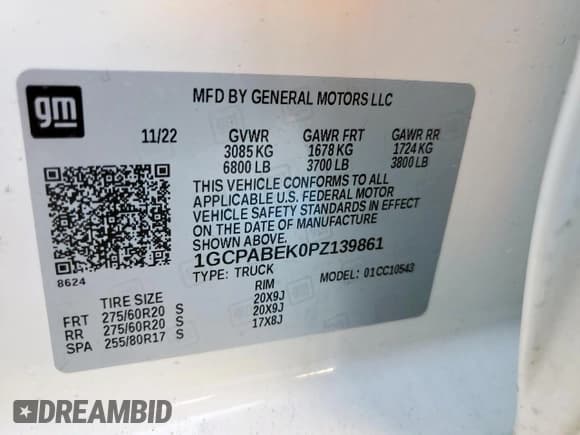 gm
MFD BY GENERAL MOTORS LLC
11/22 GVWR GAWR FRT GAWR RR
3085 KG 1678 KG 1724 KG
6800 LB 3700 LB 3800 LB
THIS VEHICLE CONFORMS TO ALL
APPLICABLE U.S. FEDERAL MOTOR
VEHICLE SAFETY STANDARDS IN EFFECT
ON THE DATE OF MANUFACTURE
SHOWN ABOVE.
1GCPABEK0PZ139861
8624
TYPE: TRUCK MODEL: 01CC10543
TIRE SIZE RIM
FRT 275/60R20 S 20X9J
RR 275/60R20 S 20X9J
SPA 255/80R17 S 17X8J
DREAMBID